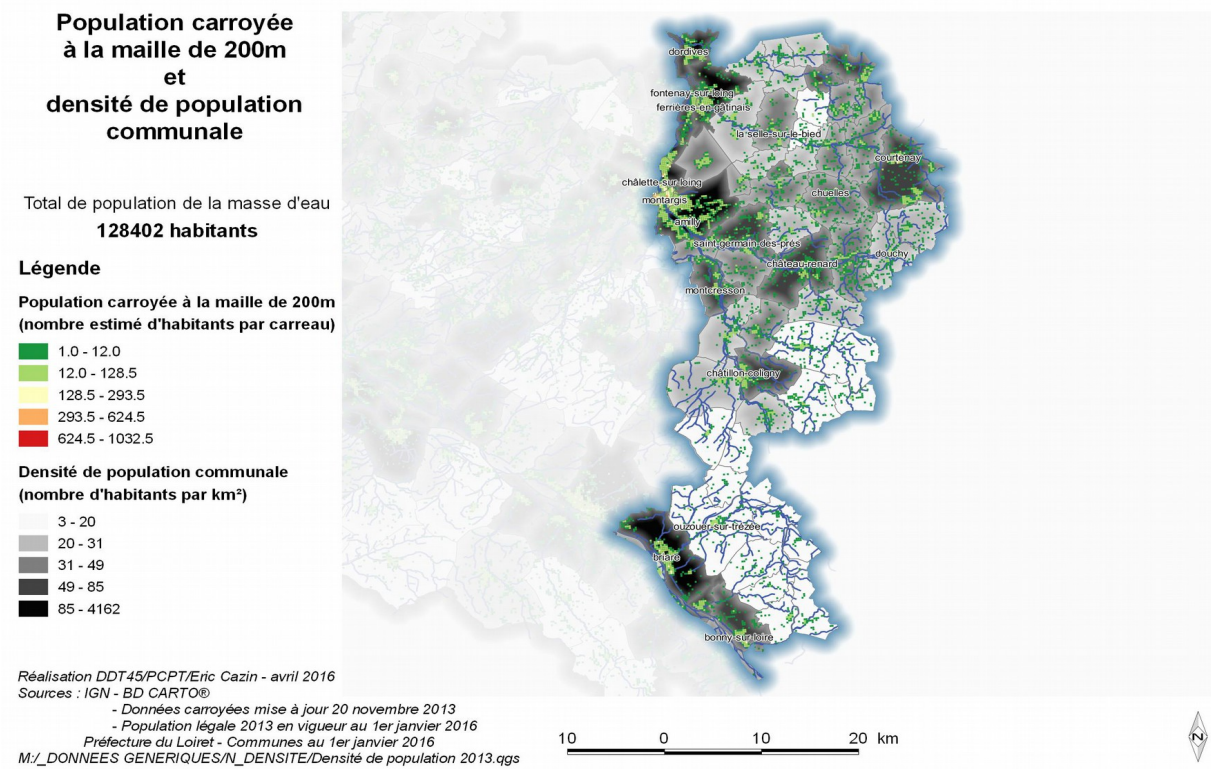 Population carroyée
à la maille de 200m
et
densité de population
communale
Total de population de la masse d'eau
128402 habitants
Légende
Population carroyée à la maille de 200m
(nombre estimé d'habitants par carreau)
1.0 - 12.0
12.0 - 128.5
128.5 - 293.5
293.5 - 624.5
624.5 - 1032.5
Densité de population communale
(nombre d'habitants par km²)
3 - 20
20 - 31
31 - 49
49 - 85
85 - 4162
Réalisation DDT45/PCPT/Eric Cazin - avril 2016
Sources : IGN - BD CARTO®
- Données carroyées mise à jour 20 novembre 2013
- Population légale 2013 en vigueur au 1er janvier 2016
Préfecture du Loiret - Communes au 1er janvier 2016
M:/_DONNEES GENERIQUES/N_DENSITE/Densité de population 2013.qgs
dordives
fontenay-sur-loing
ferrières-en-gâtinais
la selle-sur-le-bied
courtenay
châlette-sur-loing
chuelles
montargis
amilly
saint-germain-des-prés
douchy
château-renard
montcresson
châtillon-coligny
ouzouer-sur-trézée
briare
bonny-sur-loire
10 0 10 20 km
N